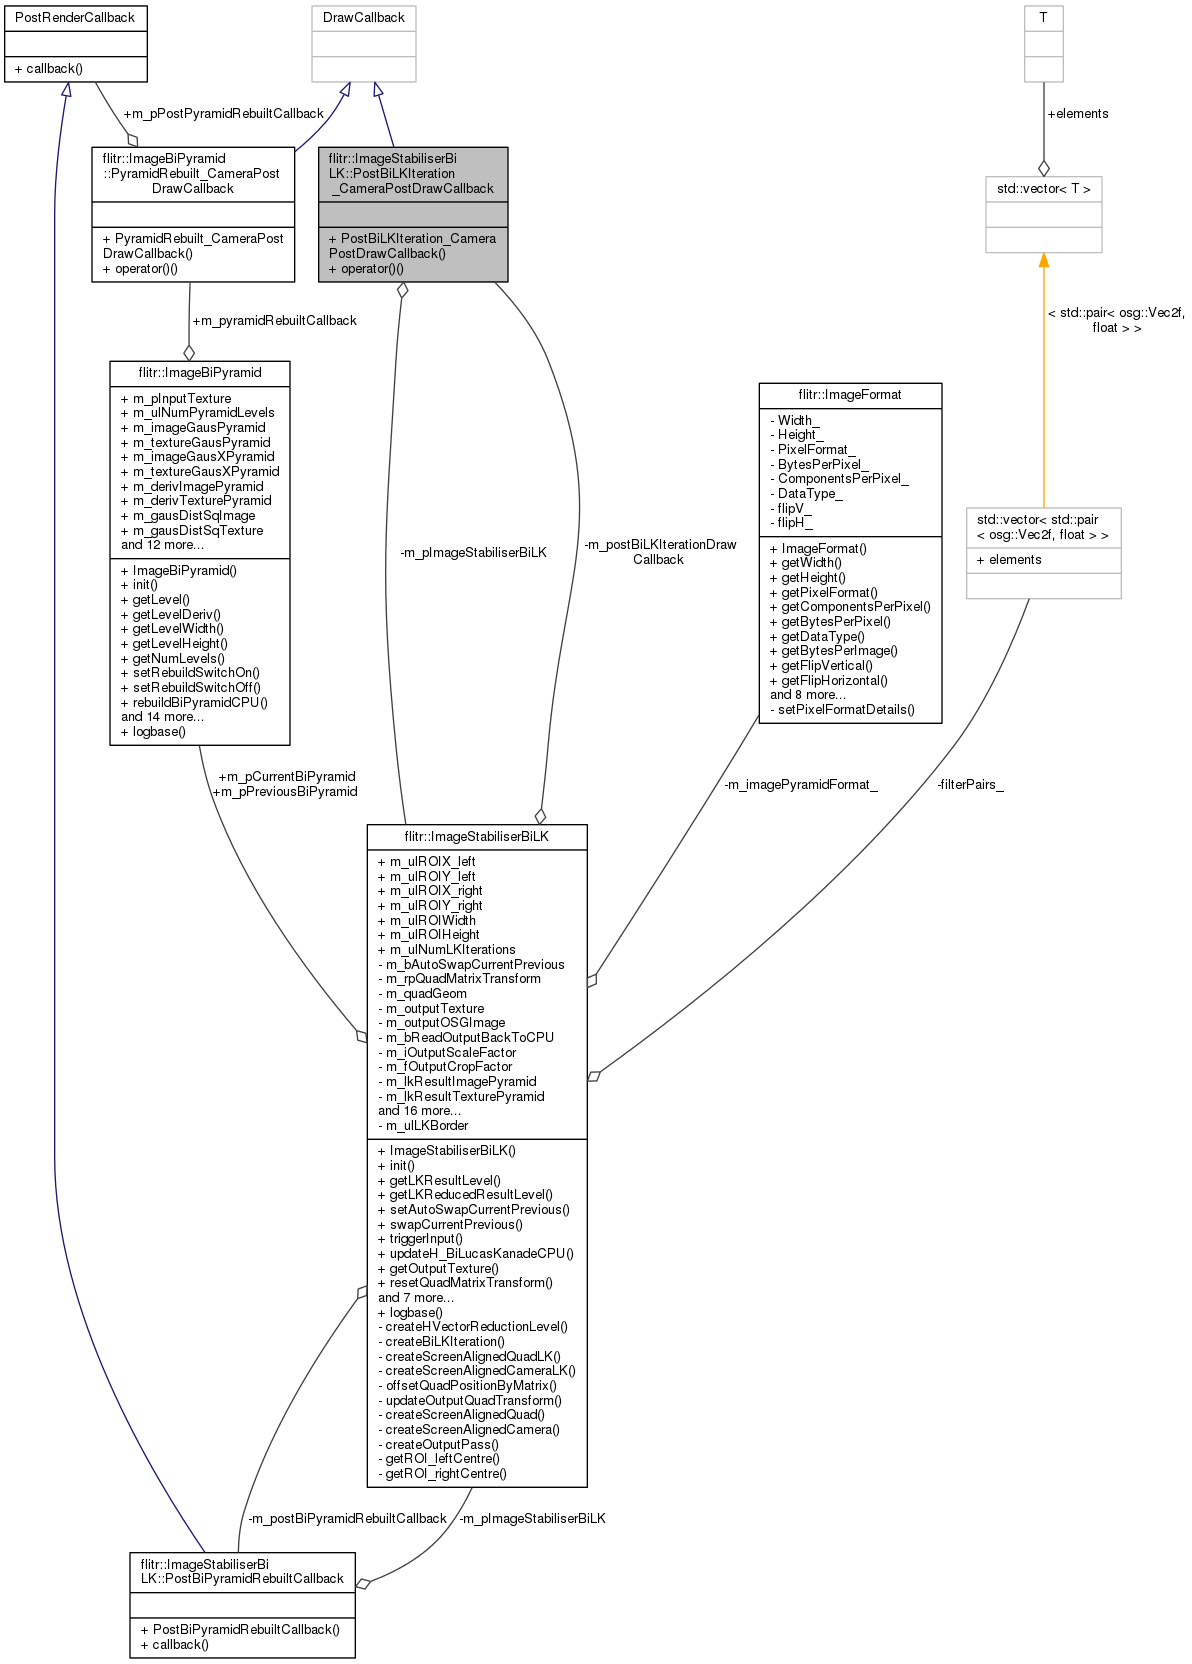 PostRenderCallback
+ callback()
DrawCallback
T
+m_pPostPyramidRebuiltCallback
+elements
flitr::ImageBiPyramid
::PyramidRebuilt_CameraPost
DrawCallback
+ PyramidRebuilt_CameraPost
DrawCallback()
+ operator()()
flitr::ImageStabiliserBi
LK::PostBiLKIteration
_CameraPostDrawCallback
+ PostBiLKIteration_Camera
PostDrawCallback()
+ operator()()
std::vector< T >
+m_pyramidRebuiltCallback
< std::pair< osg::Vec2f,
float > >
flitr::ImageBiPyramid
+ m_pInputTexture
+ m_ulNumPyramidLevels
+ m_imageGausPyramid
+ m_textureGausPyramid
+ m_imageGausXPyramid
+ m_textureGausXPyramid
+ m_derivImagePyramid
+ m_derivTexturePyramid
+ m_gausDistSqImage
+ m_gausDistSqTexture
and 12 more...
+ ImageBiPyramid()
+ init()
+ getLevel()
+ getLevelDeriv()
+ getLevelWidth()
+ getLevelHeight()
+ getNumLevels()
+ setRebuildSwitchOn()
+ setRebuildSwitchOff()
+ rebuildBiPyramidCPU()
and 14 more...
+ logbase()
-m_pImageStabiliserBiLK
-m_postBiLKIterationDraw
Callback
flitr::ImageFormat
- Width_
- Height_
- PixelFormat_
- BytesPerPixel_
- ComponentsPerPixel_
- DataType_
- flipV_
- flipH_
+ ImageFormat()
+ getWidth()
+ getHeight()
+ getPixelFormat()
+ getComponentsPerPixel()
+ getBytesPerPixel()
+ getDataType()
+ getBytesPerImage()
+ getFlipVertical()
+ getFlipHorizontal()
and 8 more...
- setPixelFormatDetails()
std::vector< std::pair
< osg::Vec2f, float > >
+ elements
+m_pCurrentBiPyramid
+m_pPreviousBiPyramid
-m_imagePyramidFormat_
-filterPairs_
flitr::ImageStabiliserBiLK
+ m_ulROIX_left
+ m_ulROIY_left
+ m_ulROIX_right
+ m_ulROIY_right
+ m_ulROIWidth
+ m_ulROIHeight
+ m_ulNumLKIterations
- m_bAutoSwapCurrentPrevious
- m_rpQuadMatrixTransform
- m_quadGeom
- m_outputTexture
- m_outputOSGImage
- m_bReadOutputBackToCPU
- m_iOutputScaleFactor
- m_fOutputCropFactor
- m_lkResultImagePyramid
- m_lkResultTexturePyramid
and 16 more...
- m_ulLKBorder
+ ImageStabiliserBiLK()
+ init()
+ getLKResultLevel()
+ getLKReducedResultLevel()
+ setAutoSwapCurrentPrevious()
+ swapCurrentPrevious()
+ triggerInput()
+ updateH_BiLucasKanadeCPU()
+ getOutputTexture()
+ resetQuadMatrixTransform()
and 7 more...
+ logbase()
- createHVectorReductionLevel()
- createBiLKIteration()
- createScreenAlignedQuadLK()
- createScreenAlignedCameraLK()
- offsetQuadPositionByMatrix()
- updateOutputQuadTransform()
- createScreenAlignedQuad()
- createScreenAlignedCamera()
- createOutputPass()
- getROI_leftCentre()
- getROI_rightCentre()
-m_postBiPyramidRebuiltCallback
-m_pImageStabiliserBiLK
flitr::ImageStabiliserBi
LK::PostBiPyramidRebuiltCallback
+ PostBiPyramidRebuiltCallback()
+ callback()